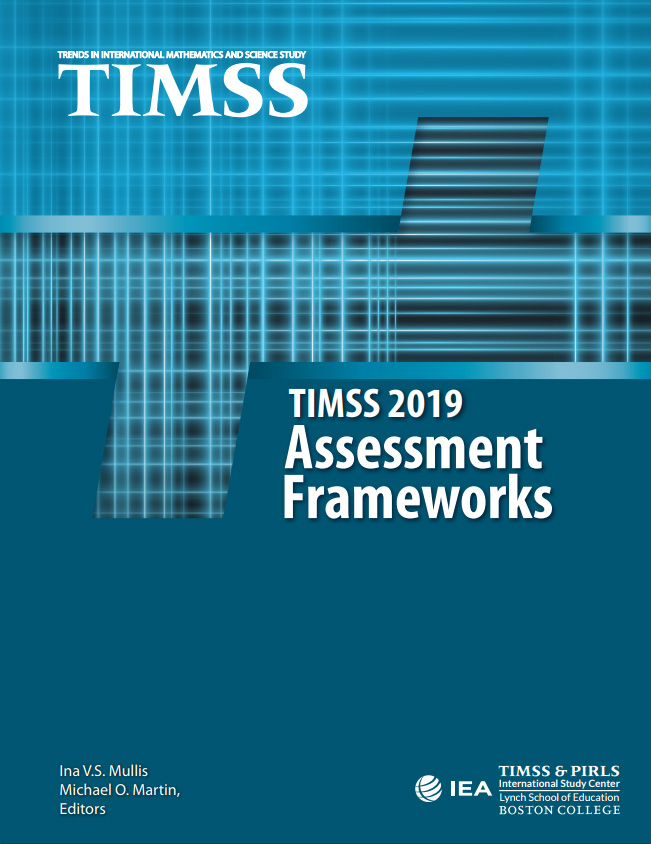 TRENDS IN INTERNATIONAL MATHEMATICS AND SCIENCE STUDY
TIMSS
TIMSS 2019
Assessment
Frameworks
Ina V.S. Mullis
Michael O. Martin,
Editors
IEA
TIMSS & PIRLS
International Study Center
Lynch School of Education
BOSTON COLLEGE